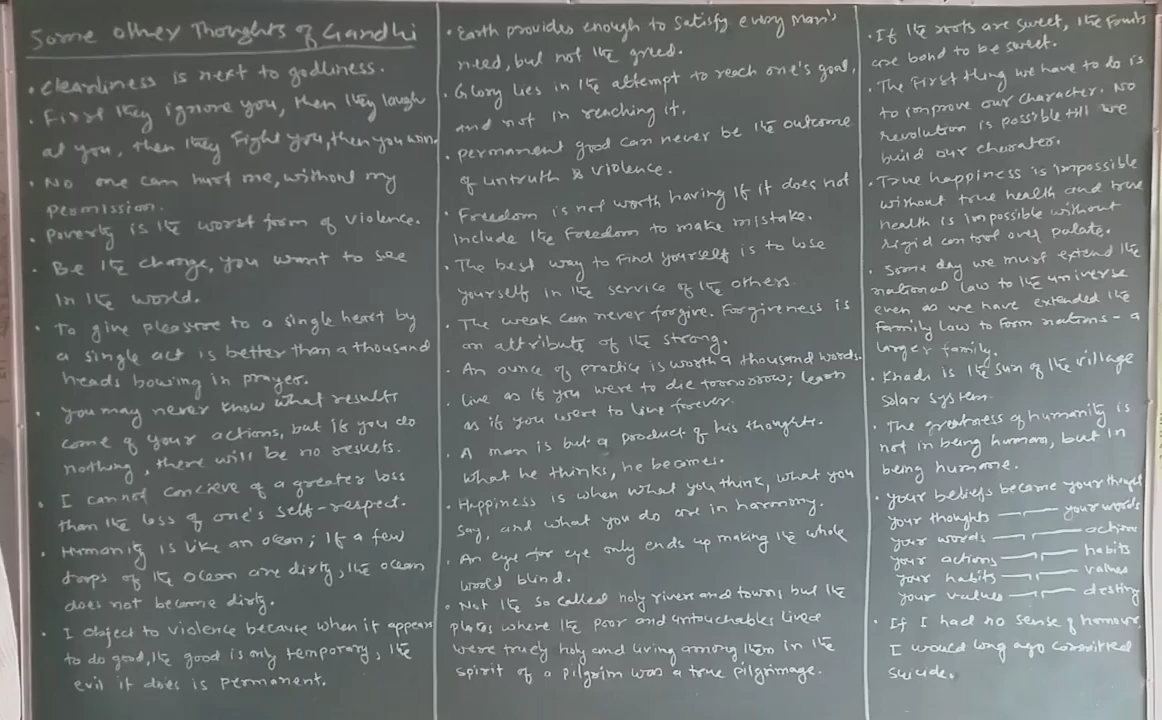 Some other Thoughts of Gandhi
• Cleanliness is next to godliness.
• First they ignore you, then they laugh
at you, then they fight you, then you win.
• No one can hurt me, without my
permission.
• Poverty is the worst form of violence.
• Be the change, you want to see
in the world.
• To give pleasure to a single heart by
a single act is better than a thousand
heads bowing in prayer.
• you may never know what results
come of your actions, but if you do
nothing, there will be no results.
• I cannot concieve of a greater loss
than the loss of one's self-respect.
• Humanity is like an ocean; If a few
drops of the ocean are dirty, the ocean
does not become dirty.
• I object to violence because when it appears
to do good, the good is only temporary; the
evil it does is permanent.
• Earth provides enough to satisfy every man's
need, but not the greed.
• Glory lies in the attempt to reach one's goal,
and not in reaching it.
• permanent good can never be the outcome
of untruth & violence.
• Freedom is not worth having If it does not
include the freedom to make mistake.
• The best way to find yourself is to lose
yourself in the service of the others.
• The weak can never forgive. Forgiveness is
an attribute of the strong.
• An ounce of practice is worth a thousand words.
• Live as if you were to die tomorrow; learn
as if you were to live forever.
• A man is but a product of his thoughts.
What he thinks, he becomes.
• Happiness is when what you think, what you
say, and what you do are in harmony.
• An eye for eye only ends up making the whole
world blind.
• Not the so called holy rivers and towns but the
places where the poor and untouchables lived
were truely holy and living among them in the
spirit of a pilgrim was a true pilgrimage.
• If the roots are sweet, the fruits
are bond to be sweet.
• The first thing we have to do is
to improve our character. No
revolution is possible till we
build our charater.
• True happiness is impossible
without true health and true
health is impossible without
rigid control over palate.
• Some day we must extend the
national law to the universe
even as we have extended the
family law to form nations - a
larger family.
• Khadi is the sun of the village
solar system.
• The greatness of humanity is
not in being human, but in
being humane.
• your beliefs become your thought
your thoughts —— your words
your words —— actions
your actions —— habits
your habits —— values
your values —— destiny
• If I had no sense of humour,
I would long ago committed
suicide.